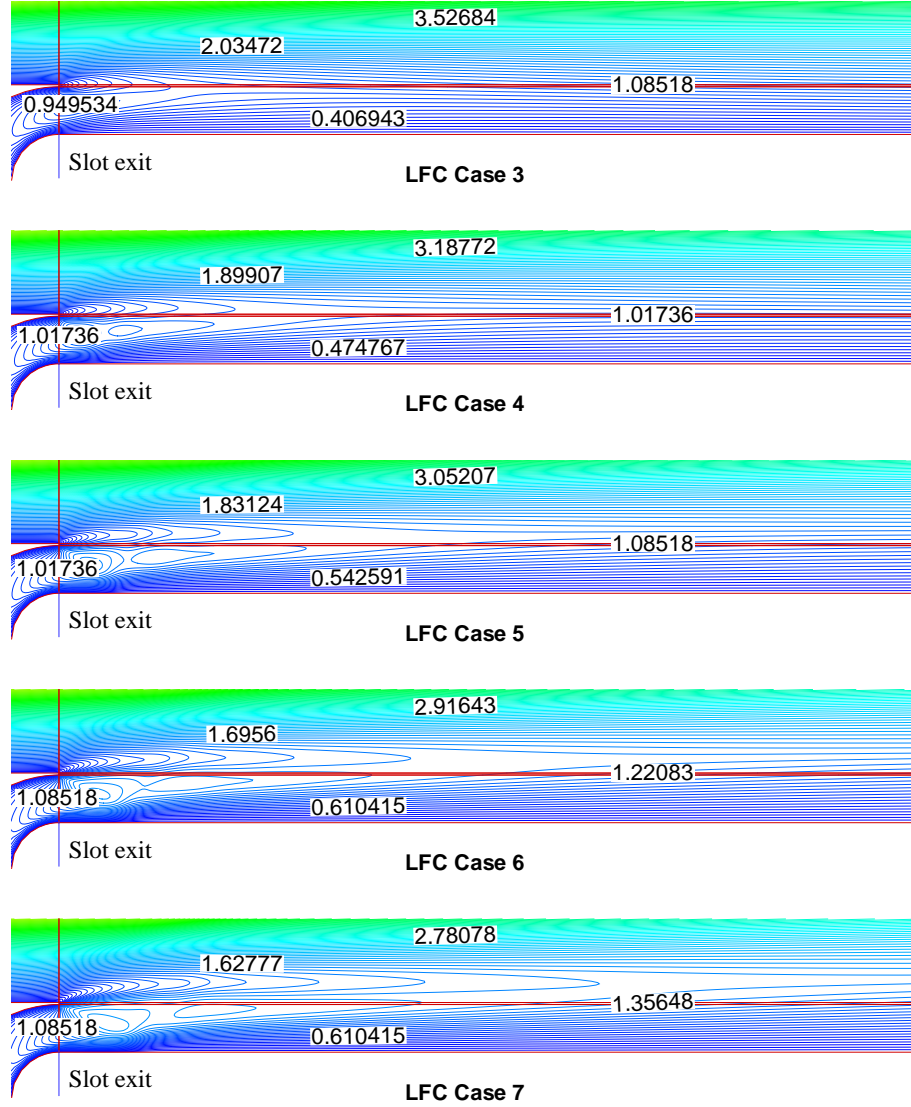 3.52684
2.03472
1.08518
0.949534
0.406943
Slot exit
LFC Case 3
3.18772
1.89907
1.01736
1.01736
0.474767
Slot exit
LFC Case 4
3.05207
1.83124
1.08518
1.01736
0.542591
Slot exit
LFC Case 5
2.91643
1.6956
1.22083
1.08518
0.610415
Slot exit
LFC Case 6
2.78078
1.62777
1.35648
1.08518
0.610415
Slot exit
LFC Case 7